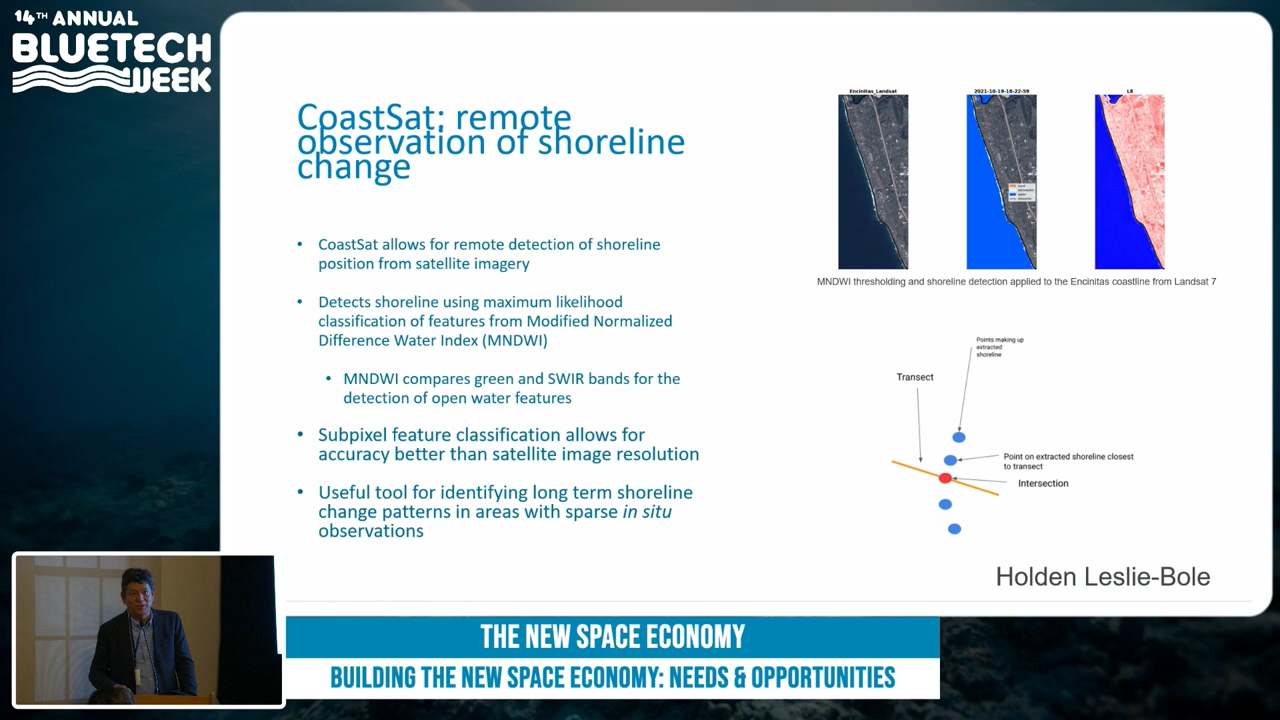 14TH ANNUAL
BLUETECH
WEEK
CoastSat: remote
observation of shoreline
change
• CoastSat allows for remote detection of shoreline
position from satellite imagery
• Detects shoreline using maximum likelihood
classification of features from Modified Normalized
Difference Water Index (MNDWI)
• MNDWI compares green and SWIR bands for the
detection of open water features
• Subpixel feature classification allows for
accuracy better than satellite image resolution
• Useful tool for identifying long term shoreline
change patterns in areas with sparse in situ
observations
Encinitas_Landsat
2021-10-19-18-22-59
L8
MNDWI thresholding and shoreline detection applied to the Encinitas coastline from Landsat 7
Points making up
extracted
shoreline
Transect
Point on extracted shoreline closest
to transect
Intersection
Holden Leslie-Bole
THE NEW SPACE ECONOMY
BUILDING THE NEW SPACE ECONOMY: NEEDS & OPPORTUNITIES